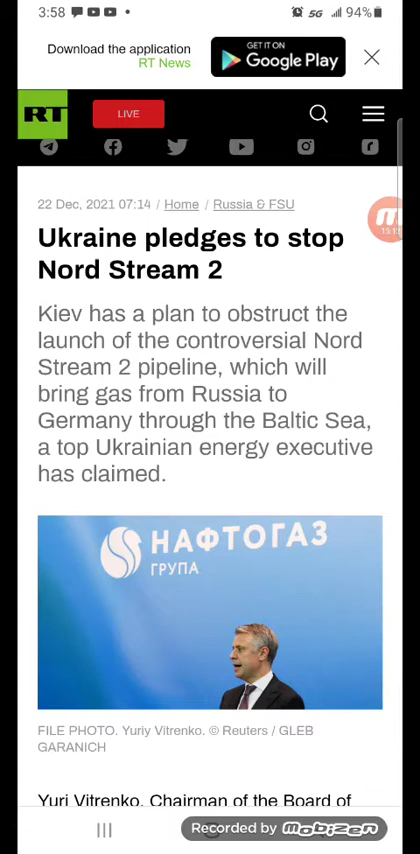 3:58
5G
94%
Download the application
RT News
GET IT ON
Google Play
RT
LIVE
22 Dec, 2021 07:14 / Home / Russia & FSU
Ukraine pledges to stop
Nord Stream 2
Kiev has a plan to obstruct the
launch of the controversial Nord
Stream 2 pipeline, which will
bring gas from Russia to
Germany through the Baltic Sea,
a top Ukrainian energy executive
has claimed.
НАФТОГАЗ
ГРУПА
FILE PHOTO. Yuriy Vitrenko. © Reuters / GLEB
GARANICH
Yuri Vitrenko, Chairman of the Board of
Recorded by mobizen